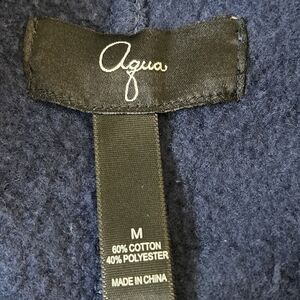 Aqua
M
60% COTTON
40% POLYESTER
MADE IN CHINA